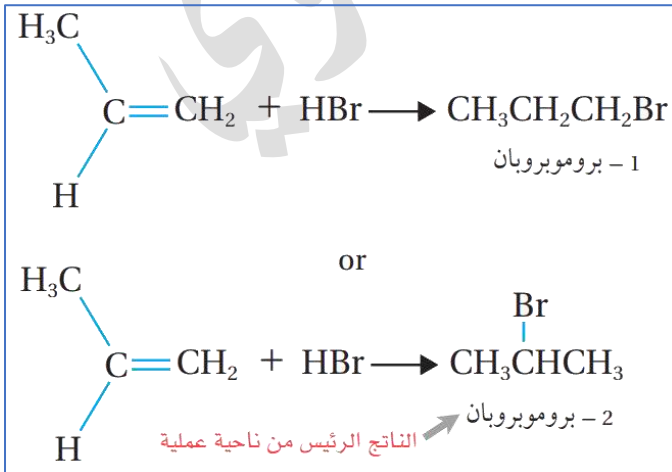 H₃C
C=CH₂ + HBr → CH₃CH₂CH₂Br
H
1 – بروموبروبان
or
H₃C
Br
C=CH₂ + HBr → CH₃CHCH₃
H
2 – بروموبروبان
الناتج الرئيس من ناحية عملية